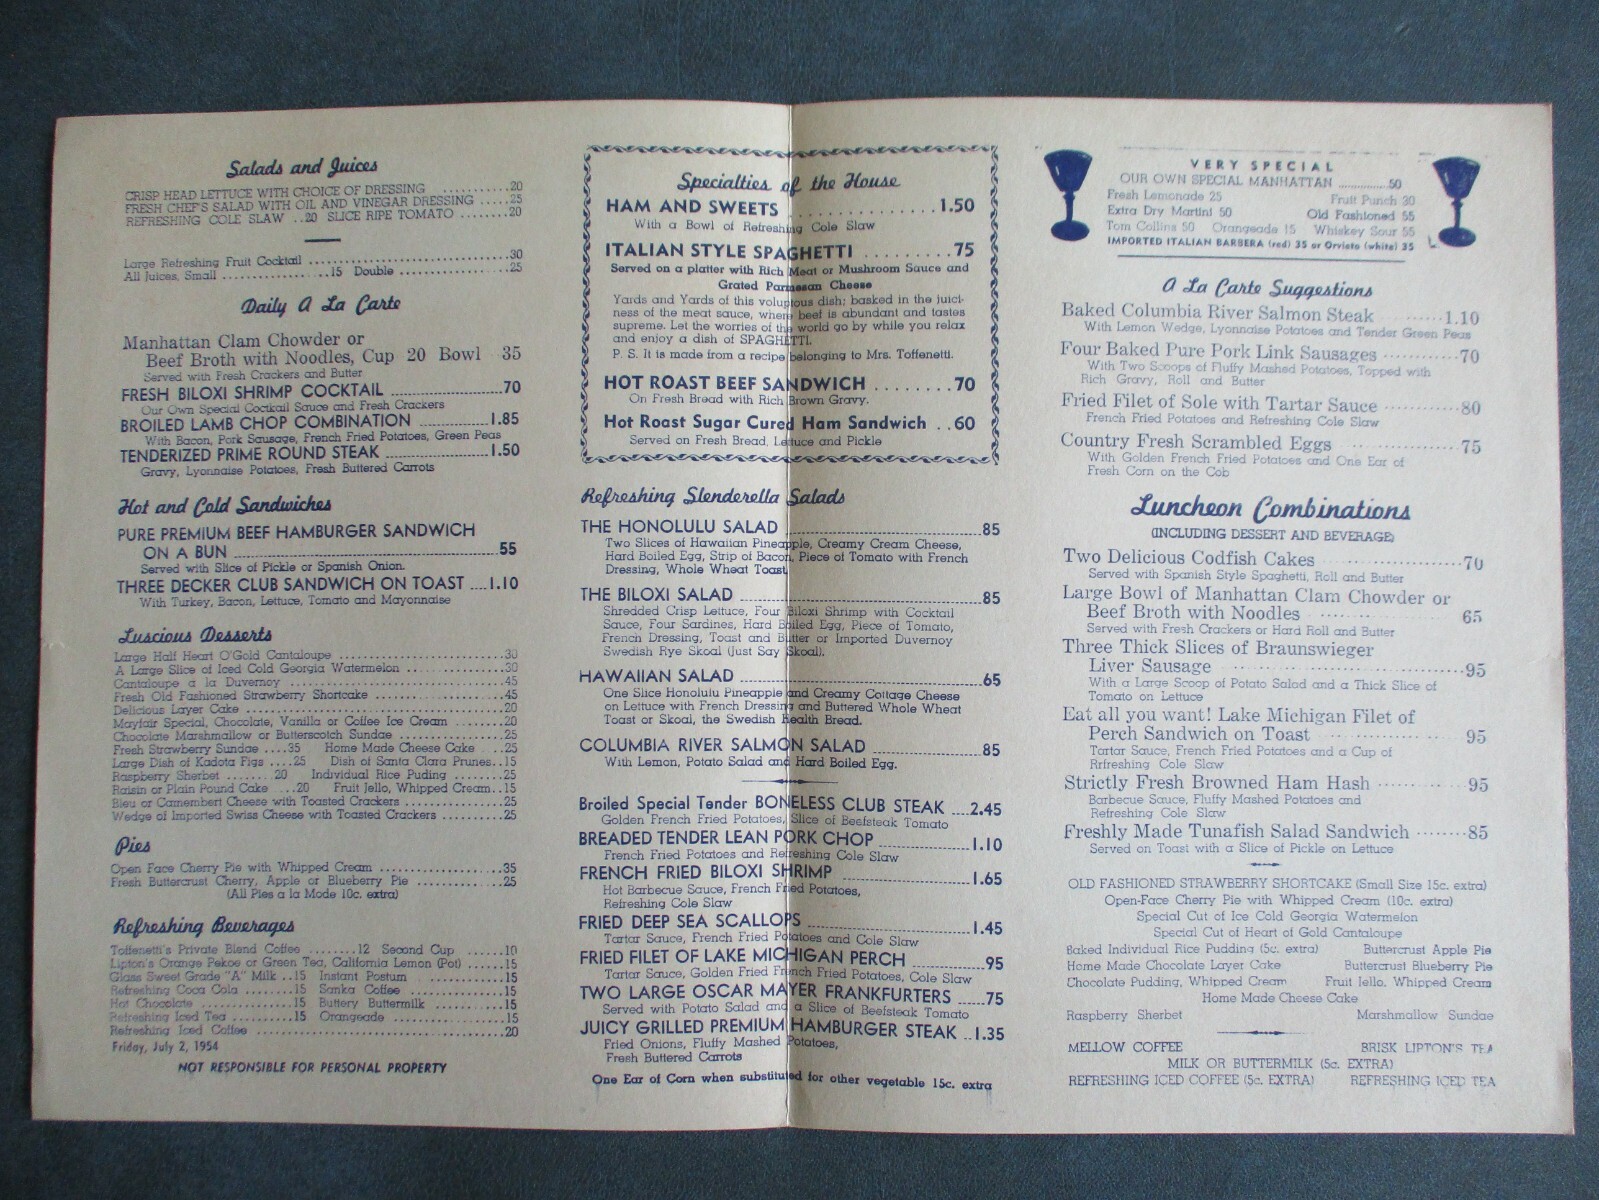 Salads and Juices
CRISP HEAD LETTUCE WITH CHOICE OF DRESSING ...........20
FRESH CHEF'S SALAD WITH OIL AND VINEGAR DRESSING .....25
REFRESHING COLE SLAW ..20 SLICE RIPE TOMATO ..........20
Large Refreshing Fruit Cocktail ..........30
All Juices, Small ..........15 Double ..........25
Daily A La Carte
Manhattan Clam Chowder or
Beef Broth with Noodles, Cup 20 Bowl 35
Served with Fresh Crackers and Butter
FRESH BILOXI SHRIMP COCKTAIL ..........70
Our Own Special Cocktail Sauce and Fresh Crackers
BROILED LAMB CHOP COMBINATION ..........1.85
With Bacon, Pork Sausage, French Fried Potatoes, Green Peas
TENDERIZED PRIME ROUND STEAK ..........1.50
Gravy, Lyonnaise Potatoes, Fresh Buttered Carrots
Hot and Cold Sandwiches
PURE PREMIUM BEEF HAMBURGER SANDWICH
ON A BUN ..........55
Served with Slice of Pickle or Spanish Onion.
THREE DECKER CLUB SANDWICH ON TOAST ....1.10
With Turkey, Bacon, Lettuce, Tomato and Mayonnaise
Luscious Desserts
Large Half Heart O'Gold Cantaloupe ..........30
A Large Slice of Iced Cold Georgia Watermelon ..........30
Cantaloupe a la Duvernoy ..........45
Fresh Old Fashioned Strawberry Shortcake ..........45
Delicious Layer Cake ..........20
Mayfair Special, Chocolate, Vanilla or Coffee Ice Cream ........20
Chocolate Marshmallow or Butterscotch Sundae ..........25
Fresh Strawberry Sundae ....35 Home Made Cheese Cake ...25
Large Dish of Kadota Figs ....25 Dish of Santa Clara Prunes..15
Raspberry Sherbet ........20 Individual Rice Puding .......25
Raisin or Plain Pound Cake ...20 Fruit Jello, Whipped Cream..15
Bleu or Camembert Cheese with Toasted Crackers ..........25
Wedge of Imported Swiss Cheese with Toasted Crackers ..........25
Pies
Open Face Cherry Pie with Whipped Cream ..........35
Fresh Buttercrust Cherry, Apple or Blueberry Pie ..........25
(All Pies a la Mode 10c. extra)
Refreshing Beverages
Toffenetti's Private Blend Coffee ........12 Second Cup ........10
Lipton's Orange Pekoe or Green Tea, California Lemon (Pot) ......15
Glass Sweet Grade "A" Milk ..15 Instant Postum ..........15
Refreshing Coca Cola ........15 Sanka Coffee ..........15
Hot Chocolate ..........15 Buttery Buttermilk ..........15
Refreshing Iced Tea ..........15 Orangeade ..........15
Refreshing Iced Coffee ..........20
Friday, July 2, 1954
NOT RESPONSIBLE FOR PERSONAL PROPERTY
Specialties of the House
HAM AND SWEETS ..........1.50
With a Bowl of Refreshing Cole Slaw
ITALIAN STYLE SPAGHETTI .........75
Served on a platter with Rich Meat or Mushroom Sauce and
Grated Parmesan Cheese
Yards and Yards of this voluptous dish; basked in the juici-
ness of the meat sauce, where beef is abundant and tastes
supreme. Let the worries of the world go by while you relax
and enjoy a dish of SPAGHETTI.
P. S. It is made from a recipe belonging to Mrs. Toffenetti.
HOT ROAST BEEF SANDWICH ........70
On Fresh Bread with Rich Brown Gravy.
Hot Roast Sugar Cured Ham Sandwich ..60
Served on Fresh Bread, Lettuce and Pickle
Refreshing Slenderella Salads
THE HONOLULU SALAD ..........85
Two Slices of Hawaiian Pineapple, Creamy Cream Cheese,
Hard Boiled Egg, Strip of Bacon, Piece of Tomato with French
Dressing, Whole Wheat Toast
THE BILOXI SALAD ..........85
Shredded Crisp Lettuce, Four Biloxi Shrimp with Cocktail
Sauce, Four Sardines, Hard Boiled Egg, Piece of Tomato,
French Dressing, Toast and Butter or Imported Duvernoy
Swedish Rye Skoal (Just Say Skoal).
HAWAIIAN SALAD ..........65
One Slice Honolulu Pineapple and Creamy Cottage Cheese
on Lettuce with French Dressing and Buttered Whole Wheat
Toast or Skoal, the Swedish Health Bread.
COLUMBIA RIVER SALMON SALAD ..........85
With Lemon, Potato Salad and Hard Boiled Egg.
Broiled Special Tender BONELESS CLUB STEAK ....2.45
Golden French Fried Potatoes, Slice of Beefsteak Tomato
BREADED TENDER LEAN PORK CHOP ..........1.10
French Fried Potatoes and Refreshing Cole Slaw
FRENCH FRIED BILOXI SHRIMP ..........1.65
Hot Barbecue Sauce, French Fried Potatoes,
Refreshing Cole Slaw
FRIED DEEP SEA SCALLOPS ..........1.45
Tartar Sauce, French Fried Potatoes and Cole Slaw
FRIED FILET OF LAKE MICHIGAN PERCH ..........95
Tartar Sauce, Golden Fried French Fried Potatoes, Cole Slaw
TWO LARGE OSCAR MAYER FRANKFURTERS ......75
Served with Potato Salad and a Slice of Beefsteak Tomato
JUICY GRILLED PREMIUM HAMBURGER STEAK ..1.35
Fried Onions, Fluffy Mashed Potatoes,
Fresh Buttered Carrots
One Ear of Corn when substituted for other vegetable 15c. extra
VERY SPECIAL
OUR OWN SPECIAL MANHATTAN ..........50
Fresh Lemonade 25 Fruit Punch 30
Extra Dry Martini 50 Old Fashioned 55
Tom Collins 50 Orangeade 15 Whiskey Sour 55
IMPORTED ITALIAN BARBERA (red) 35 or Orvieto (white) 35
A La Carte Suggestions
Baked Columbia River Salmon Steak ......1.10
With Lemon Wedge, Lyonnaise Potatoes and Tender Green Peas
Four Baked Pure Pork Link Sausages ..........70
With Two Scoops of Fluffy Mashed Potatoes, Topped with
Rich Gravy, Roll and Butter
Fried Filet of Sole with Tartar Sauce ..........80
French Fried Potatoes and Refreshing Cole Slaw
Country Fresh Scrambled Eggs ..........75
With Golden French Fried Potatoes and One Ear of
Fresh Corn on the Cob
Luncheon Combinations
(INCLUDING DESSERT AND BEVERAGE)
Two Delicious Codfish Cakes ..........70
Served with Spanish Style Spaghetti, Roll and Butter
Large Bowl of Manhattan Clam Chowder or
Beef Broth with Noodles ..........65
Served with Fresh Crackers or Hard Roll and Butter
Three Thick Slices of Braunswieger
Liver Sausage ..........95
With a Large Scoop of Potato Salad and a Thick Slice of
Tomato on Lettuce
Eat all you want! Lake Michigan Filet of
Perch Sandwich on Toast ..........95
Tartar Sauce, French Fried Potatoes and a Cup of
Rrfreshing Cole Slaw
Strictly Fresh Browned Ham Hash ..........95
Barbecue Sauce, Fluffy Mashed Potatoes and
Refreshing Cole Slaw
Freshly Made Tunafish Salad Sandwich ........85
Served on Toast with a Slice of Pickle on Lettuce
OLD FASHIONED STRAWBERRY SHORTCAKE (Small Size 15c. extra)
Open-Face Cherry Pie with Whipped Cream (10c. extra)
Special Cut of Ice Cold Georgia Watermelon
Special Cut of Heart of Gold Cantaloupe
Baked Individual Rice Pudding (5c. extra) Buttercrust Apple Pie
Home Made Chocolate Layer Cake Buttercrust Blueberry Pie
Chocolate Pudding, Whipped Cream Fruit Jello, Whipped Cream
Home Made Cheese Cake
Raspberry Sherbet Marshmallow Sundae
MELLOW COFFEE BRISK LIPTON'S TEA
MILK OR BUTTERMILK (5c. EXTRA)
REFRESHING ICED COFFEE (5c. EXTRA) REFRESHING ICED TEA